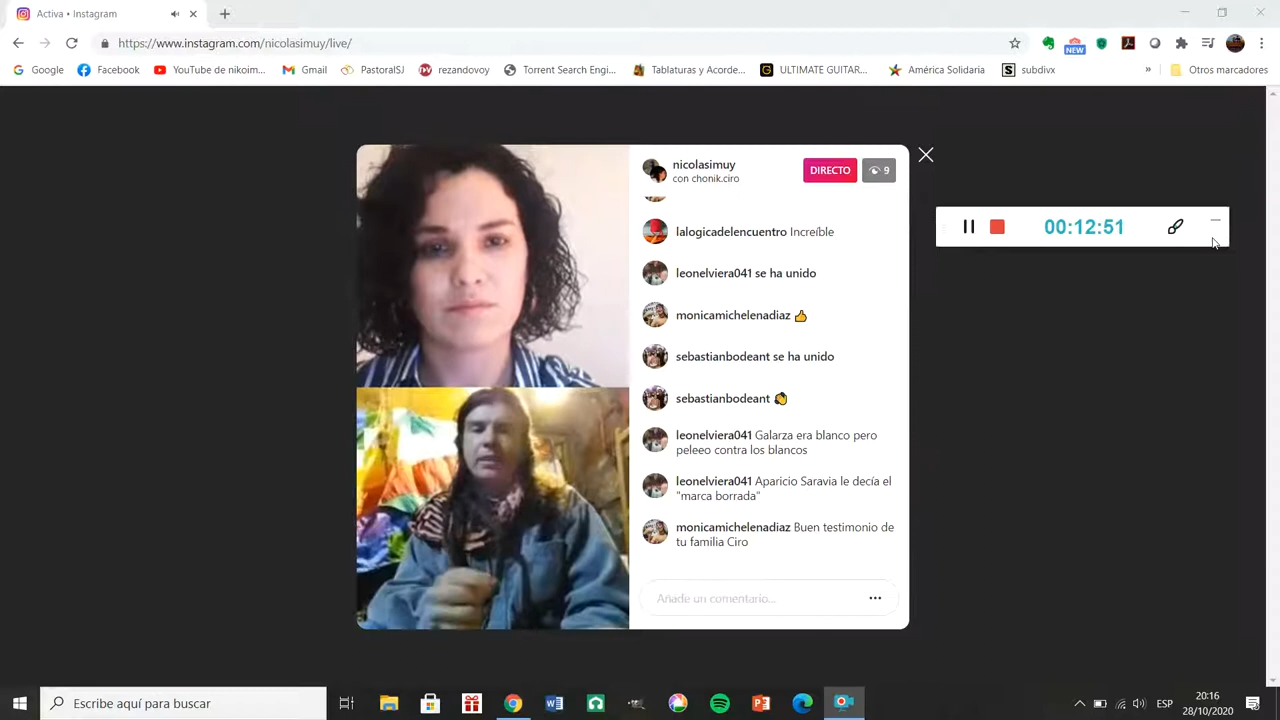 Activa • Instagram
https://www.instagram.com/nicolasimuy/live/
NEW
Google
Facebook
YouTube de nikoim...
Gmail
PastoralSJ
rezandovoy
Torrent Search Engi...
Tablaturas y Acorde...
ULTIMATE GUITAR...
América Solidaria
subdivx
»
Otros marcadores
nicolasimuy
con chonik.ciro
DIRECTO
9
lalogicadelencuentro Increíble
leonelviera041 se ha unido
monicamichelenadiaz 👍
sebastianbodeant se ha unido
sebastianbodeant 👏
leonelviera041 Galarza era blanco pero
peleeo contra los blancos
leonelviera041 Aparicio Saravia le decía el
"marca borrada"
monicamichelenadiaz Buen testimonio de
tu familia Ciro
Añade un comentario...
00:12:51
Escribe aquí para buscar
ESP
20:16
28/10/2020